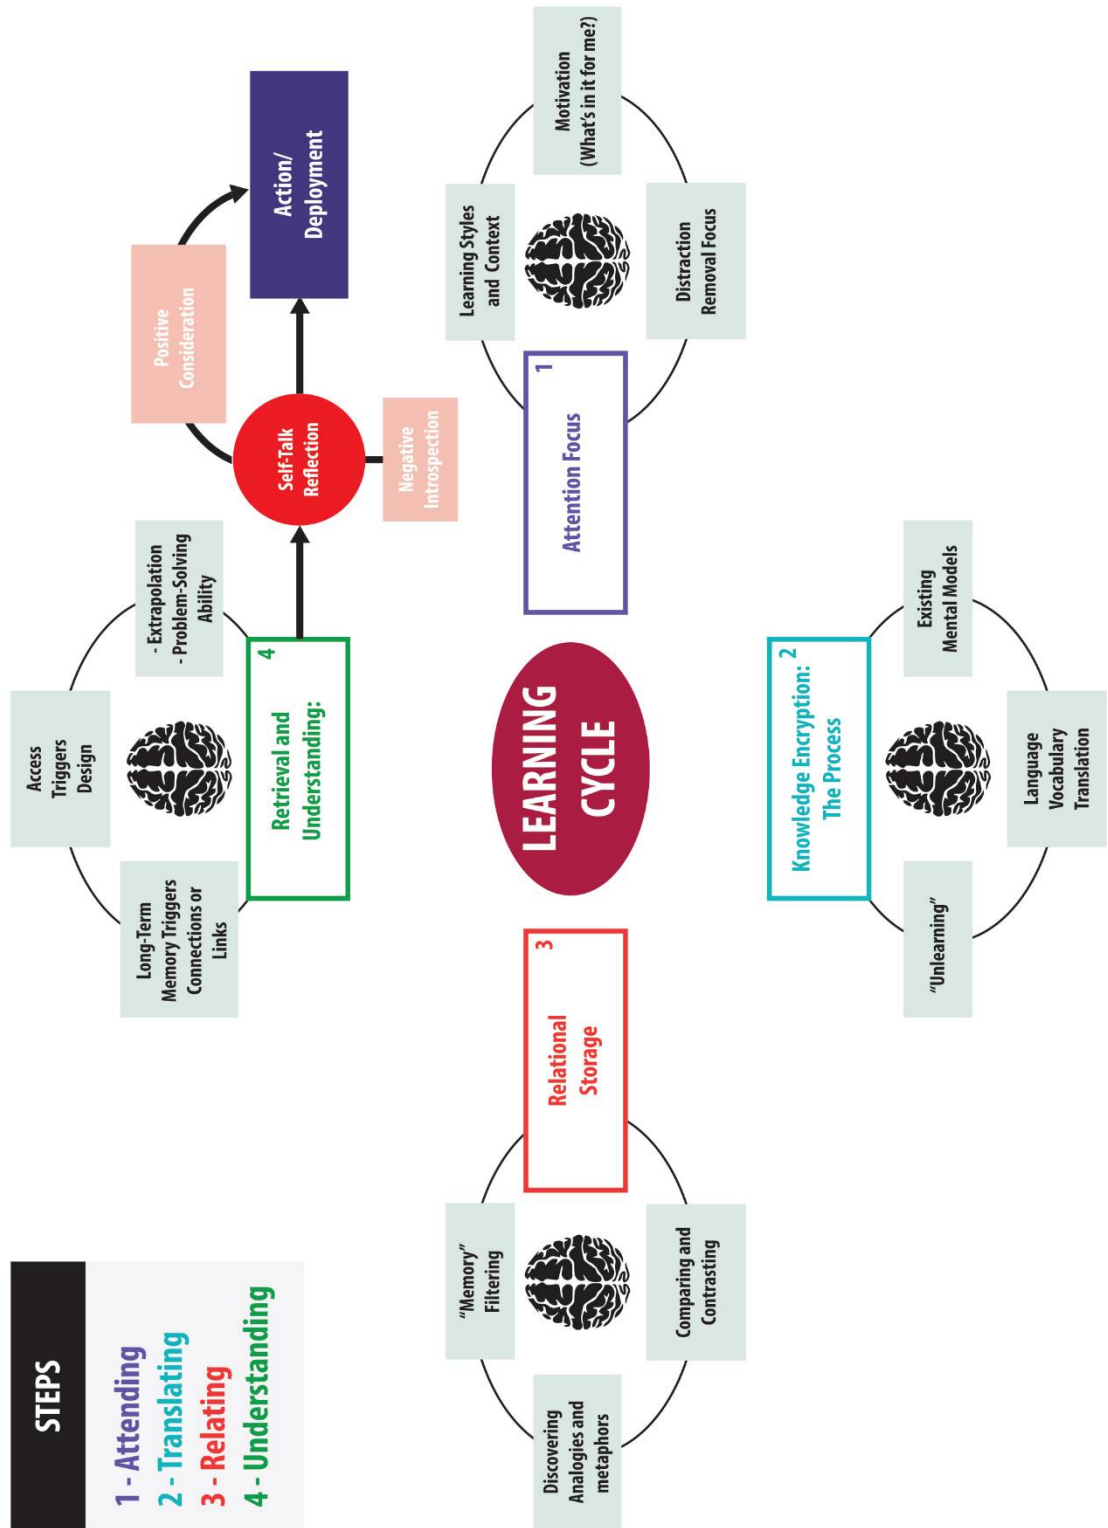 STEPS
1 - Attending
2 - Translating
3 - Relating
4 - Understanding
Long-Term
Memory Triggers
Connections or
Links
Access
Triggers
Design
- Extrapolation
- Problem-Solving
Ability
Retrieval and
Understanding:
4
Self-Talk
Reflection
Positive
Consideration
Negative
Introspection
Action/
Deployment
LEARNING
CYCLE
Attention Focus
1
Learning Styles
and Context
Motivation
(What's in it for me?)
Distraction
Removal Focus
Knowledge Encryption:
The Process
2
Existing
Mental Models
Language
Vocabulary
Translation
“Unlearning”
Relational
Storage
3
“Memory”
Filtering
Discovering
Analogies and
metaphors
Comparing and
Contrasting